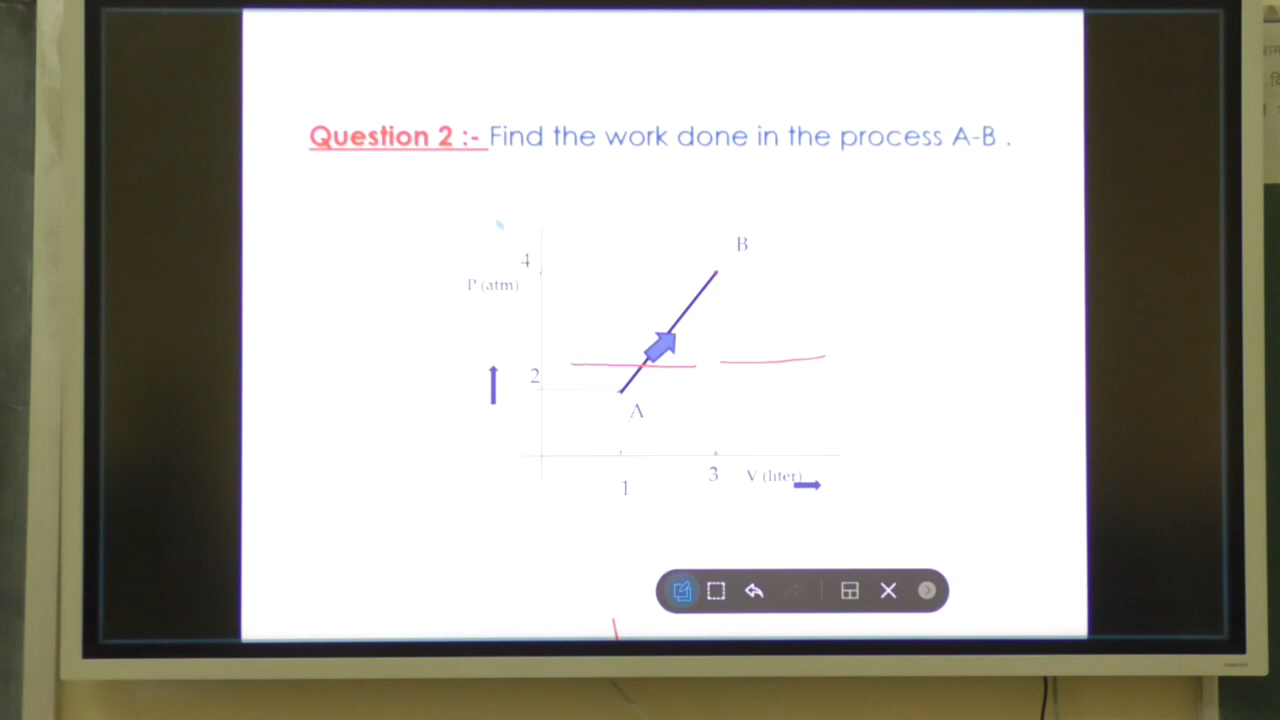 Question 2 :- Find the work done in the process A-B .
B
4
P (atm)
2
A
3 V (liter)
1